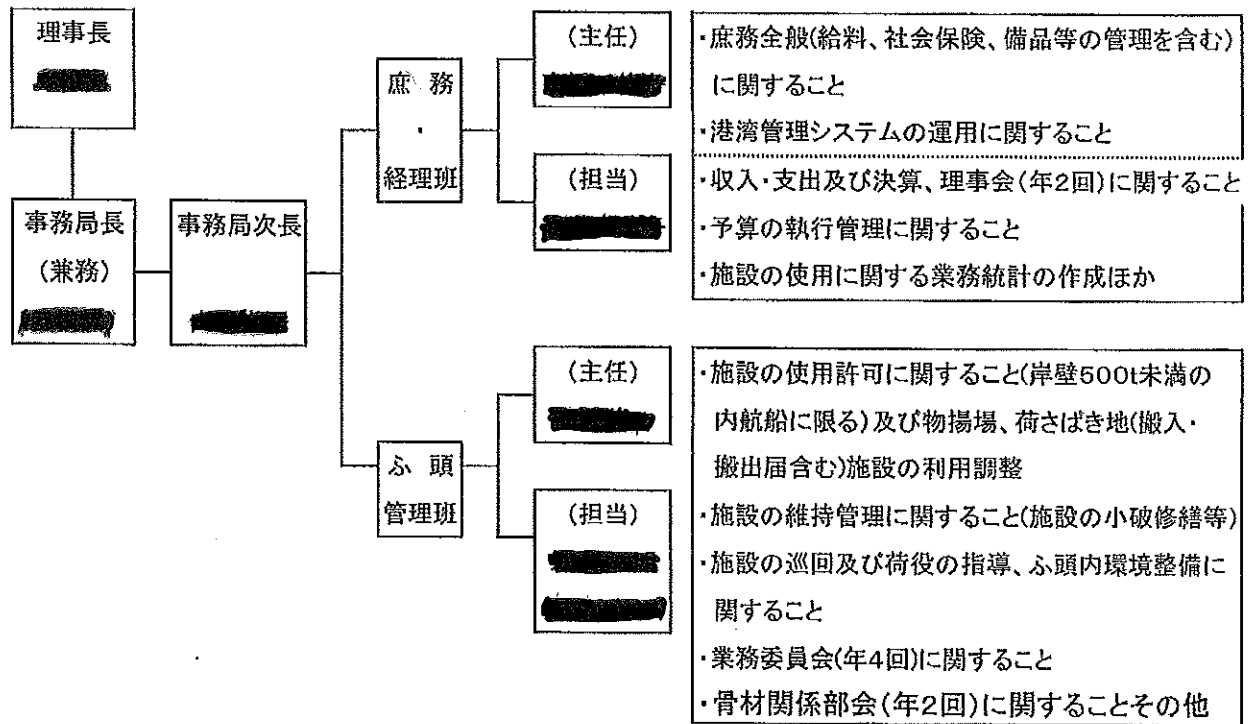 理事長
事務局長
(兼務)
事務局次長
庶務
・
経理班
(主任)
(担当)
・庶務全般(給料、社会保険、備品等の管理を含む)
に関すること
・港湾管理システムの運用に関すること
・収入・支出及び決算、理事会(年2回)に関すること
・予算の執行管理に関すること
・施設の使用に関する業務統計の作成ほか
ふ頭
管理班
(主任)
(担当)
・施設の使用許可に関すること(岸壁500t未満の
内航船に限る)及び物揚場、荷さばき地(搬入・
搬出届含む)施設の利用調整
・施設の維持管理に関すること(施設の小破修繕等)
・施設の巡回及び荷役の指導、ふ頭内環境整備に
関すること
・業務委員会(年4回)に関すること
・骨材関係部会(年2回)に関することその他